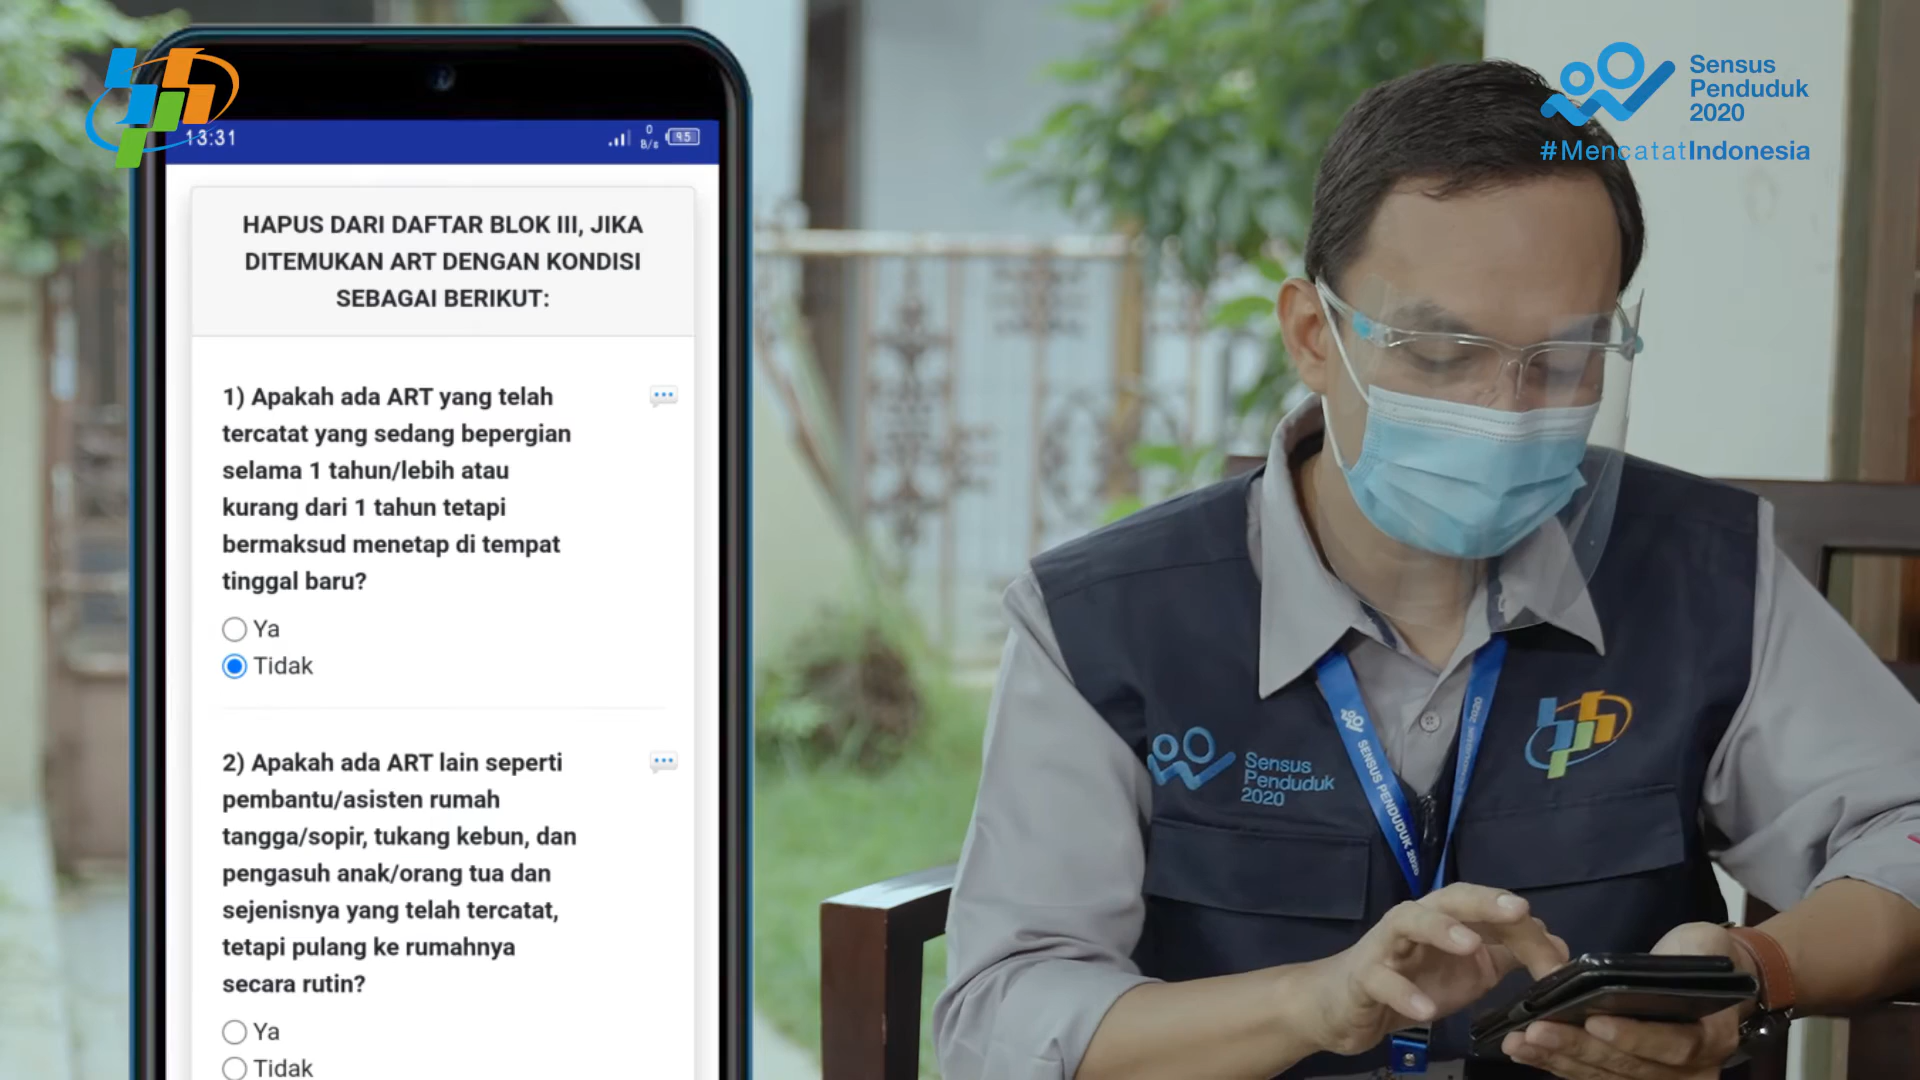 13:31
0
B/s
95
HAPUS DARI DAFTAR BLOK III, JIKA
DITEMUKAN ART DENGAN KONDISI
SEBAGAI BERIKUT:
1) Apakah ada ART yang telah
tercatat yang sedang bepergian
selama 1 tahun/lebih atau
kurang dari 1 tahun tetapi
bermaksud menetap di tempat
tinggal baru?
Ya
Tidak
2) Apakah ada ART lain seperti
pembantu/asisten rumah
tangga/sopir, tukang kebun, dan
pengasuh anak/orang tua dan
sejenisnya yang telah tercatat,
tetapi pulang ke rumahnya
secara rutin?
Ya
Tidak
Sensus
Penduduk
2020
#MencatatIndonesia
Sensus
Penduduk
2020
SENSUS PENDUDUK 2020
2020